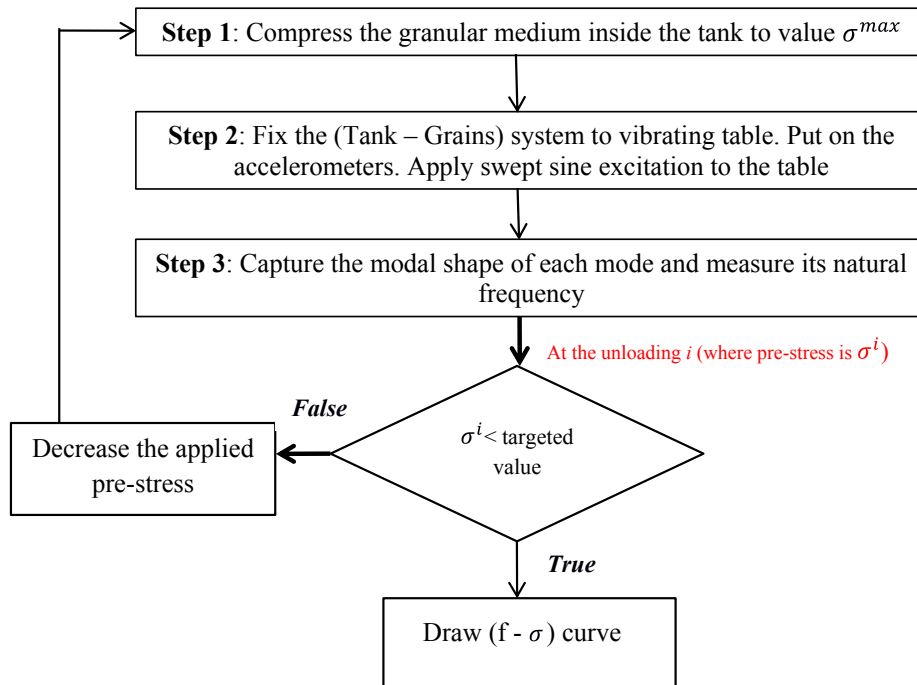 Step 1: Compress the granular medium inside the tank to value σ^max
Step 2: Fix the (Tank – Grains) system to vibrating table. Put on the
accelerometers. Apply swept sine excitation to the table
Step 3: Capture the modal shape of each mode and measure its natural
frequency
At the unloading i (where pre-stress is σ^i)
False
σ^i< targeted
value
Decrease the applied
pre-stress
True
Draw (f - σ) curve